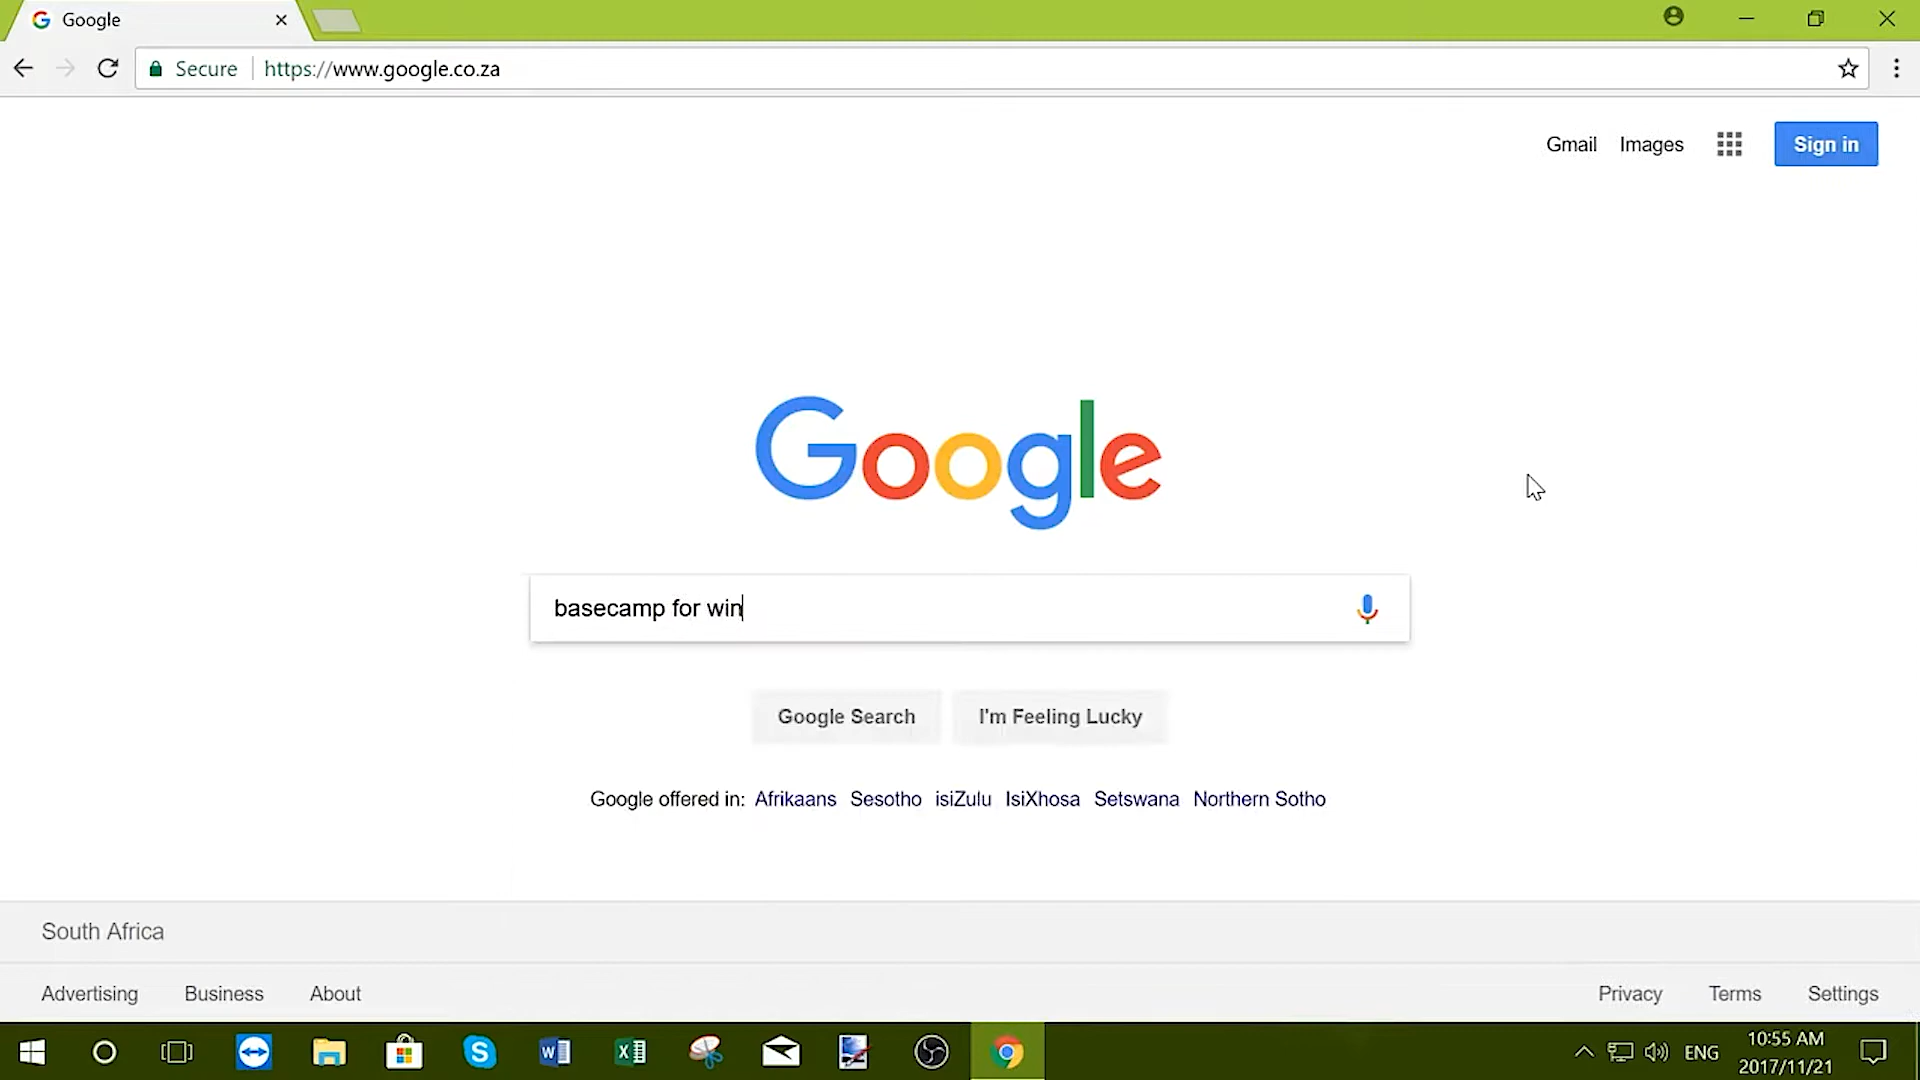 Google
Secure https://www.google.co.za
Gmail Images Sign in
Google
basecamp for win
Google Search I'm Feeling Lucky
Google offered in: Afrikaans Sesotho isiZulu IsiXhosa Setswana Northern Sotho
South Africa
Advertising Business About Privacy Terms Settings
ENG 10:55 AM
2017/11/21